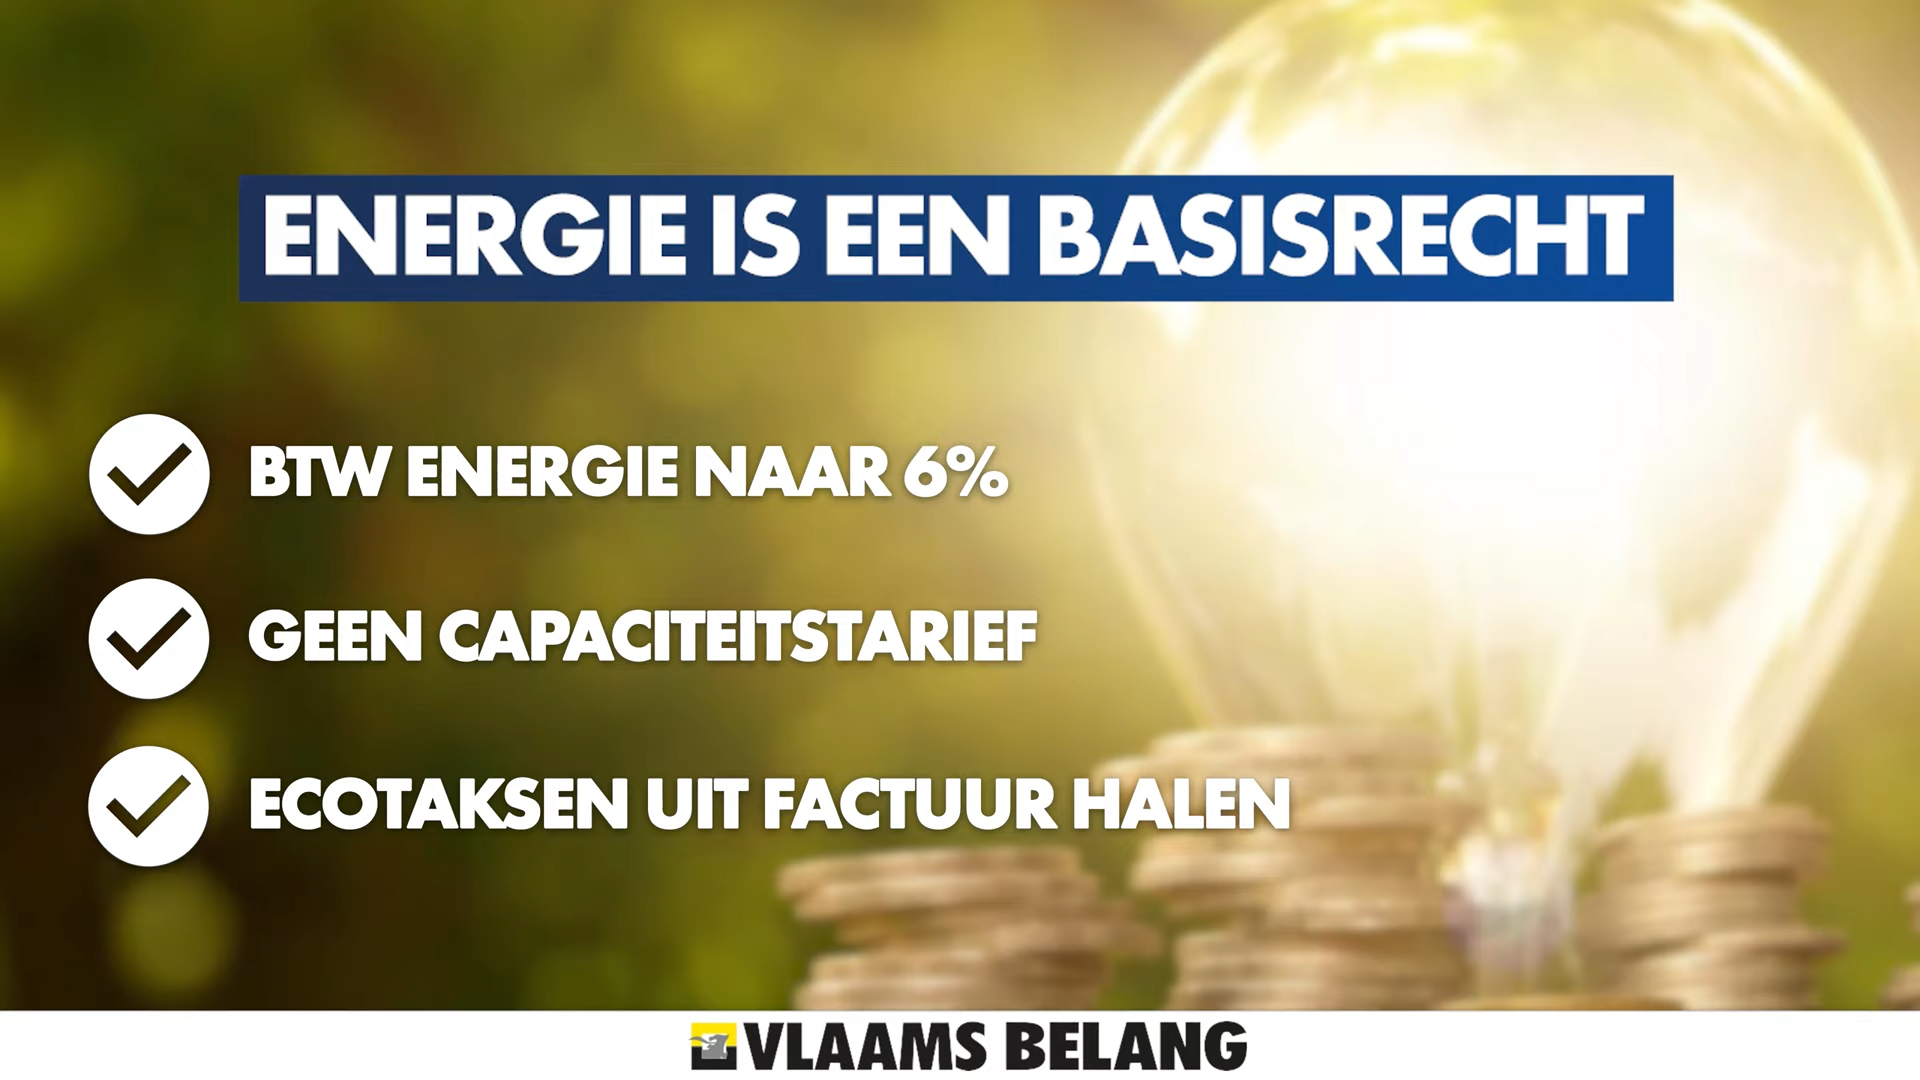 ENERGIE IS EEN BASISRECHT
BTW ENERGIE NAAR 6%
GEEN CAPACITEITSTARIEF
ECOTAKSEN UIT FACTUUR HALEN
VLAAMS BELANG